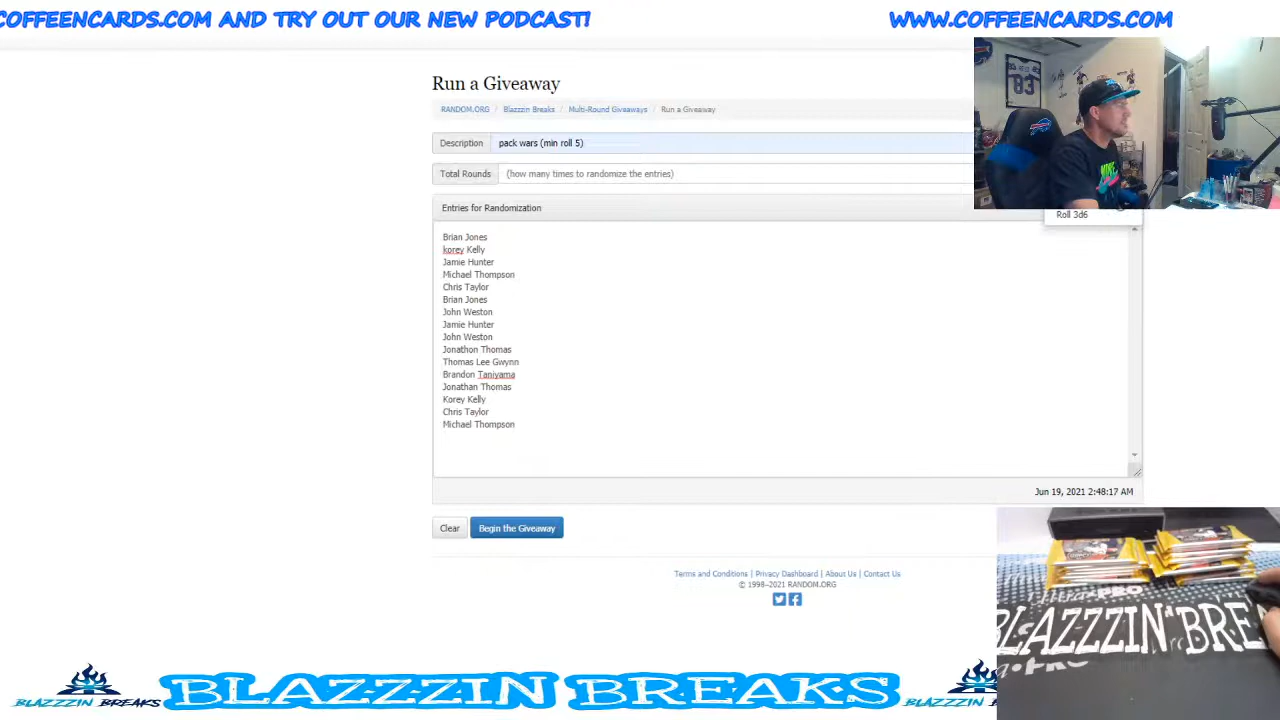 COFFEENCARDS.COM AND TRY OUT OUR NEW PODCAST!
WWW.COFFEENCARDS.COM
83
Run a Giveaway
RANDOM.ORG / Blazzzin Breaks / Multi-Round Giveaways / Run a Giveaway
Description pack wars (min roll 5)
Total Rounds (how many times to randomize the entries)
Roll 3d6
Entries for Randomization
Brian Jones
korey Kelly
Jamie Hunter
Michael Thompson
Chris Taylor
Brian Jones
John Weston
Jamie Hunter
John Weston
Jonathon Thomas
Thomas Lee Gwynn
Brandon Taniyama
Jonathan Thomas
Korey Kelly
Chris Taylor
Michael Thompson
Jun 19, 2021 2:48:17 AM
Clear Begin the Giveaway
Terms and Conditions | Privacy Dashboard | About Us | Contact Us
© 1998–2021 RANDOM.ORG
PRO
BLAZZZIN BRE
BLAZZZIN BREAKS
BLAZZZIN BREAKS
BLAZZZIN BREAKS